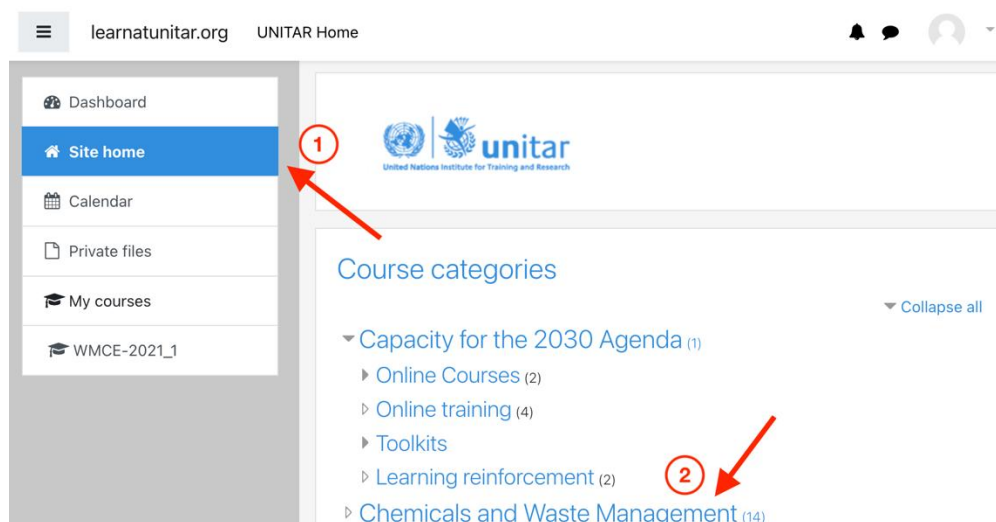 learnatunitar.org UNITAR Home
Dashboard
Site home
Calendar
Private files
My courses
WMCE-2021_1
1
unitar
United Nations Institute for Training and Research
Course categories
Collapse all
Capacity for the 2030 Agenda (1)
Online Courses (2)
Online training (4)
Toolkits
Learning reinforcement (2)
2
Chemicals and Waste Management (14)